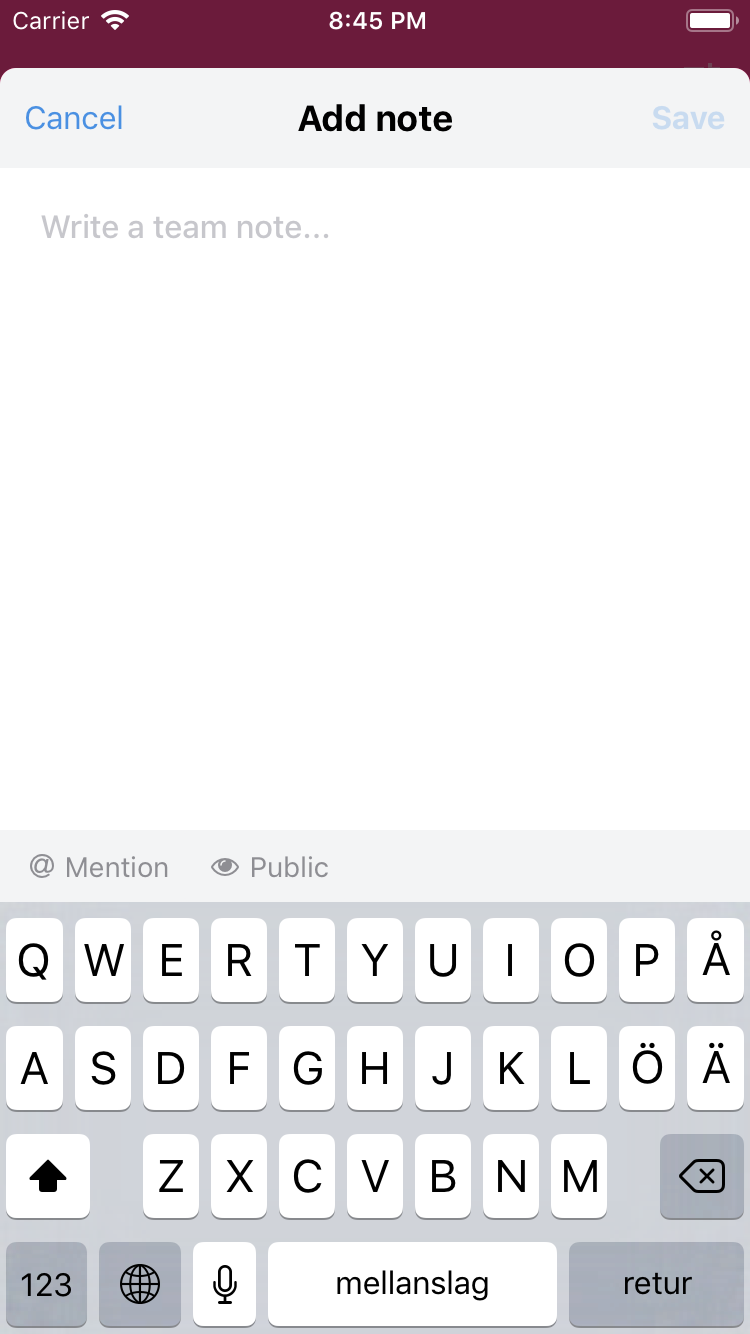 Carrier 8:45 PM
Cancel Add note Save
Write a team note...
@ Mention Public
Q W E R T Y U I O P Å
A S D F G H J K L Ö Ä
Z X C V B N M
123 mellanslag retur